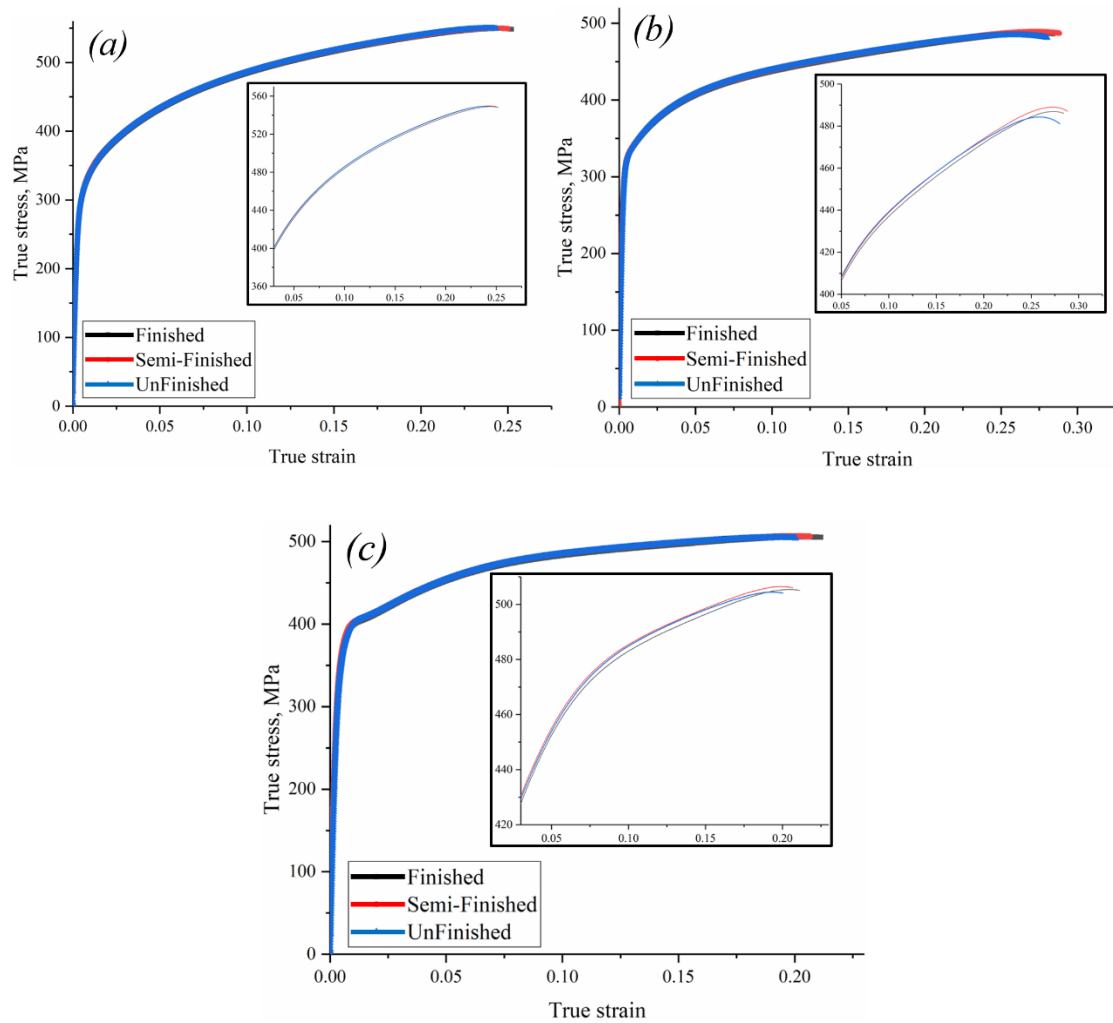 (a)
True stress, MPa
500
400
300
200
100
0
560
520
480
440
400
360
0.05 0.10 0.15 0.20 0.25
Finished
Semi-Finished
UnFinished
0.00 0.05 0.10 0.15 0.20 0.25
True strain
(b)
True stress, MPa
500
400
300
200
100
0
500
480
460
440
420
400
0.05 0.10 0.15 0.20 0.25 0.30
Finished
Semi-Finished
UnFinished
0.00 0.05 0.10 0.15 0.20 0.25 0.30
True strain
(c)
True stress, MPa
500
400
300
200
100
0
500
480
460
440
420
0.05 0.10 0.15 0.20
Finished
Semi-Finished
UnFinished
0.00 0.05 0.10 0.15 0.20
True strain